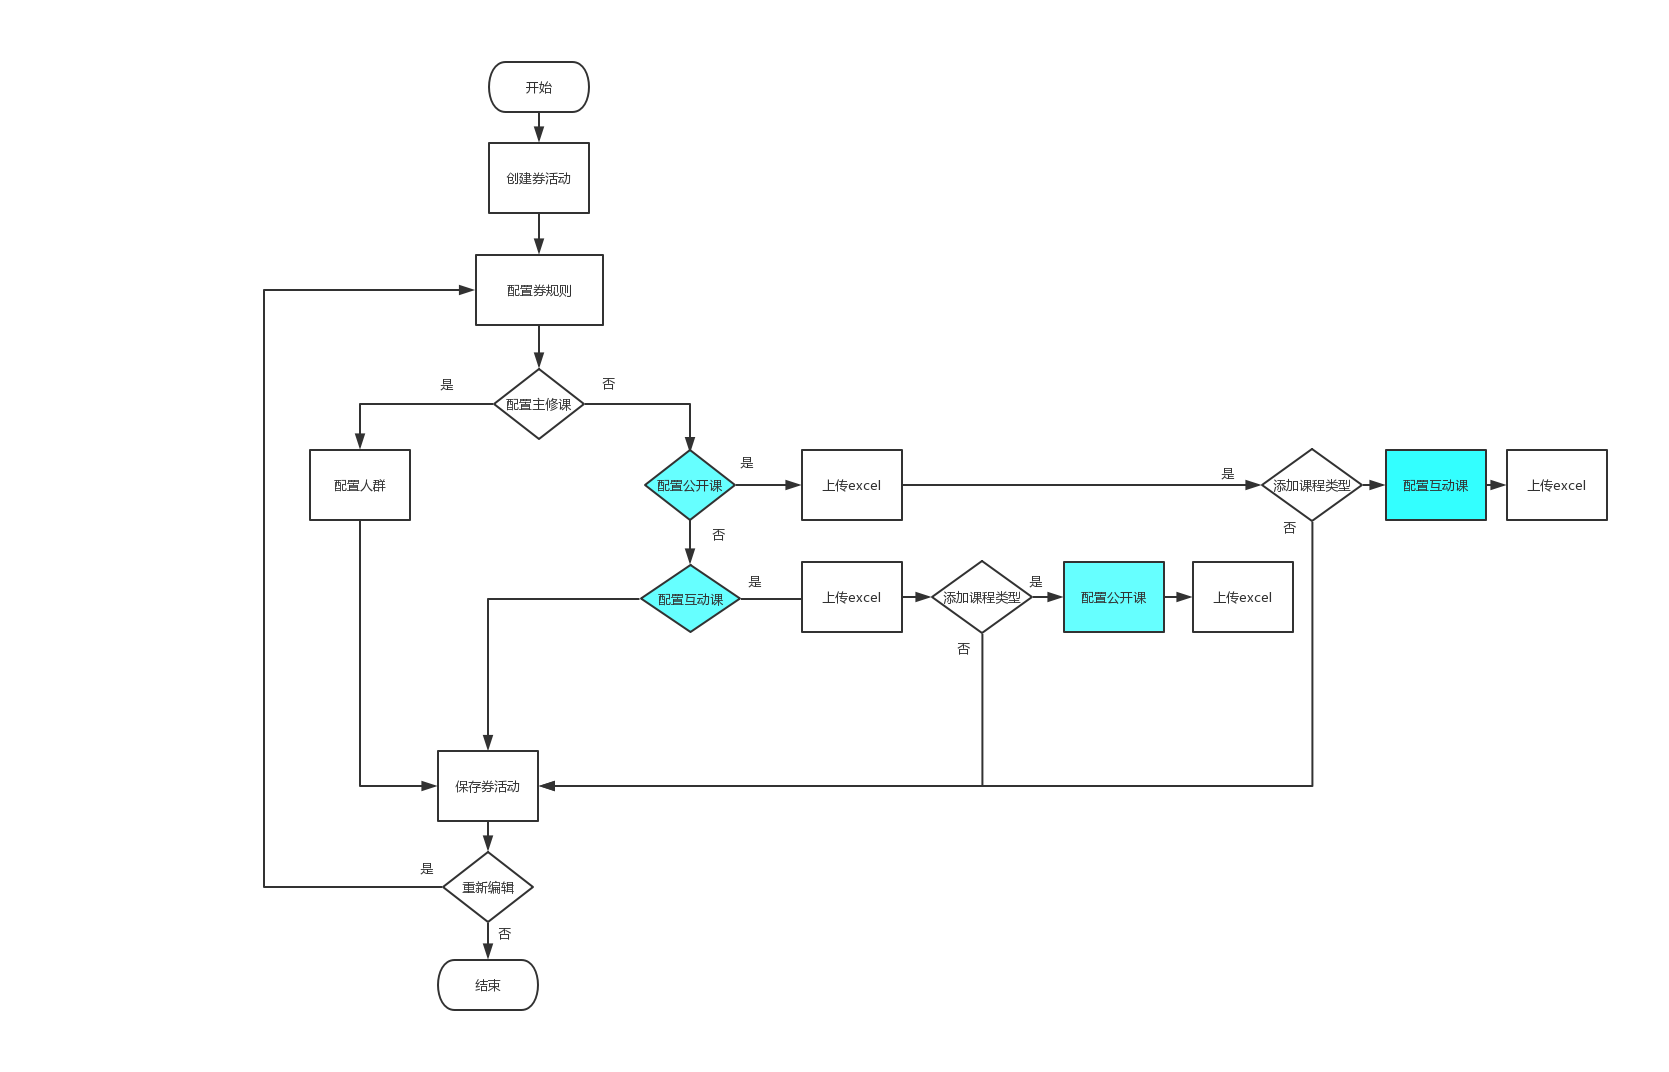 开始
创建券活动
配置券规则
是
否
配置主修课
是
是
配置人群
配置公开课
上传excel
添加课程类型
配置互动课
上传excel
否
否
是
是
配置互动课
上传excel
添加课程类型
配置公开课
上传excel
否
保存券活动
是
重新编辑
否
结束